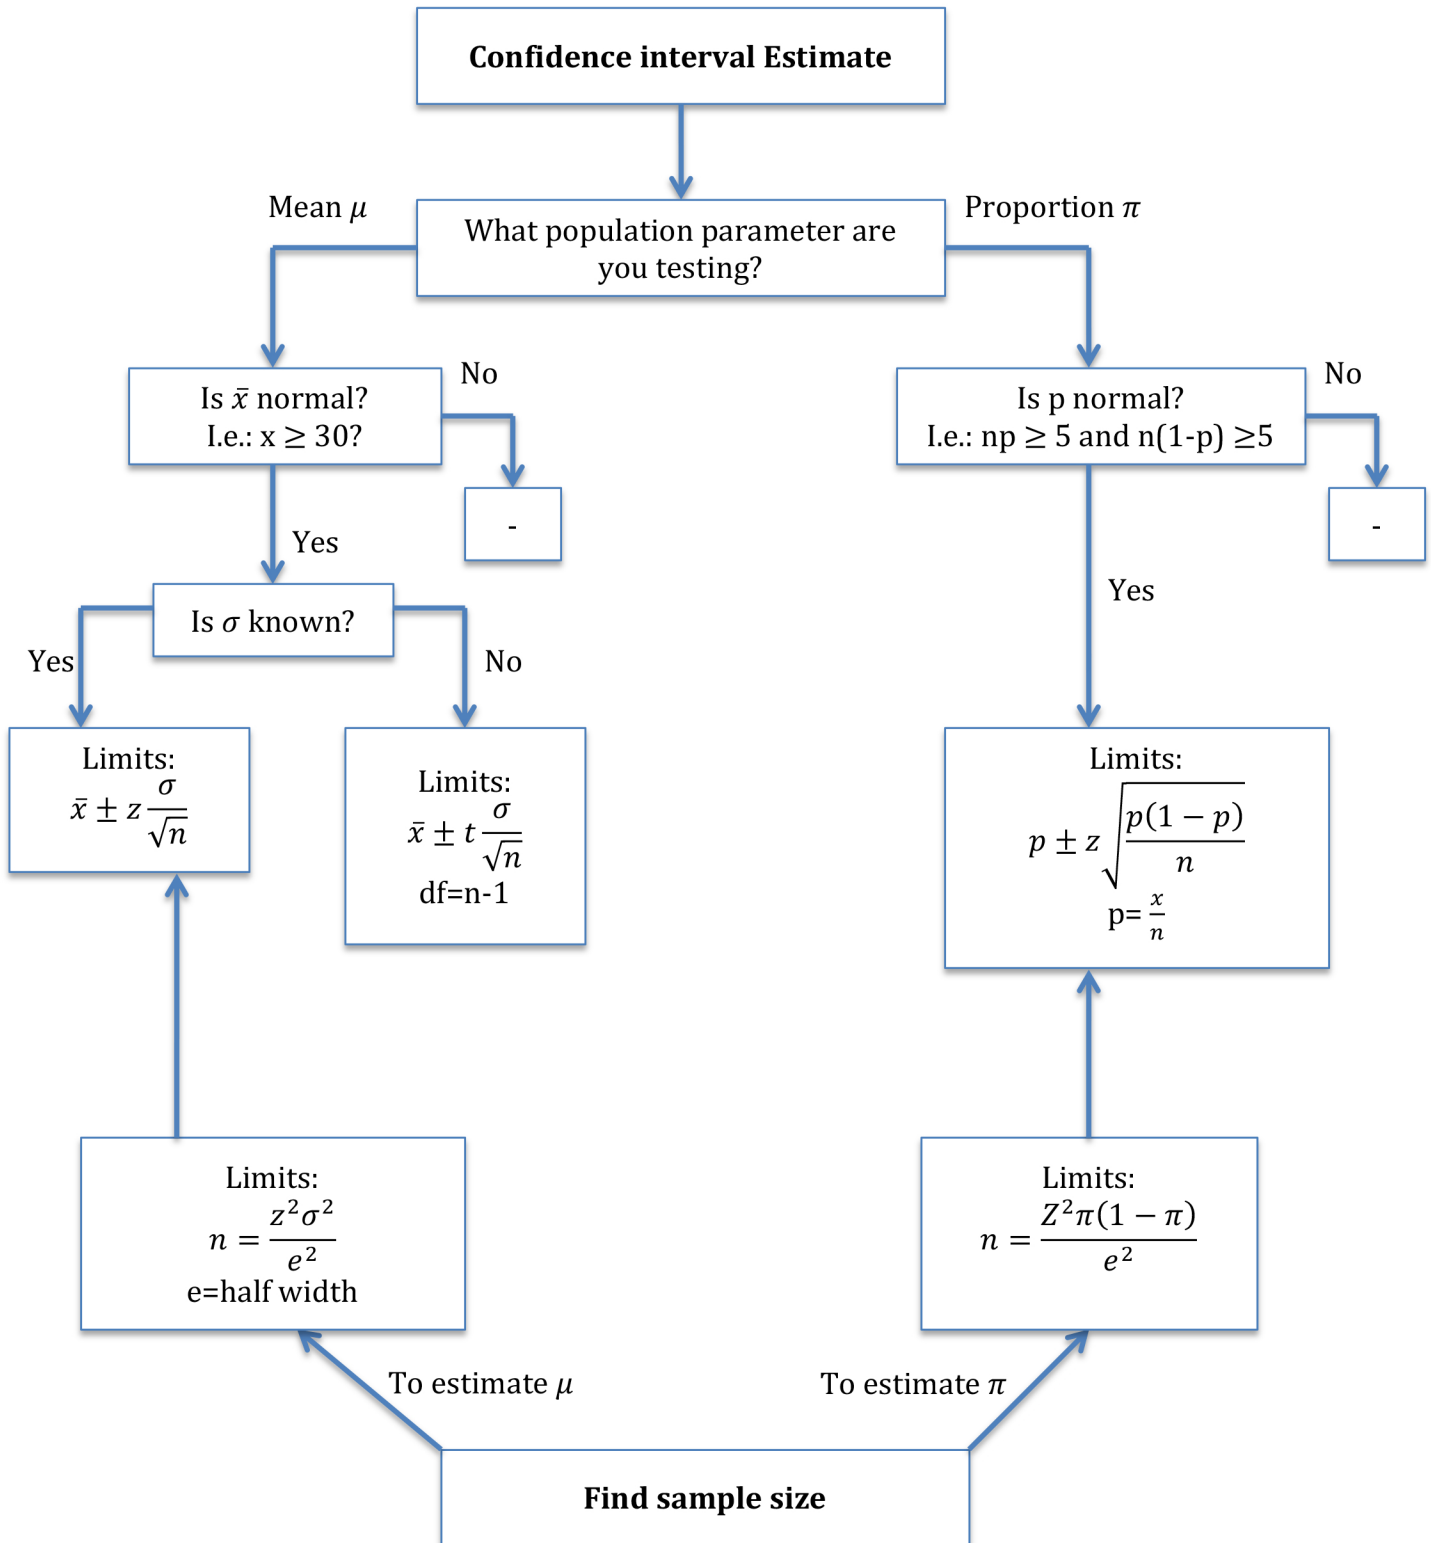 Confidence interval Estimate
Mean μ
Proportion π
What population parameter are
you testing?
No
No
Is x̄ normal?
I.e.: x ≥ 30?
Is p normal?
I.e.: np ≥ 5 and n(1-p) ≥5
-
-
Yes
Yes
Is σ known?
Yes
No
Limits:
x̄ ± z σ/√n
Limits:
x̄ ± t σ/√n
df=n-1
Limits:
p ± z √(p(1 − p)/n)
p= x/n
Limits:
n = z²σ²/e²
e=half width
Limits:
n = Z²π(1 − π)/e²
To estimate μ
To estimate π
Find sample size